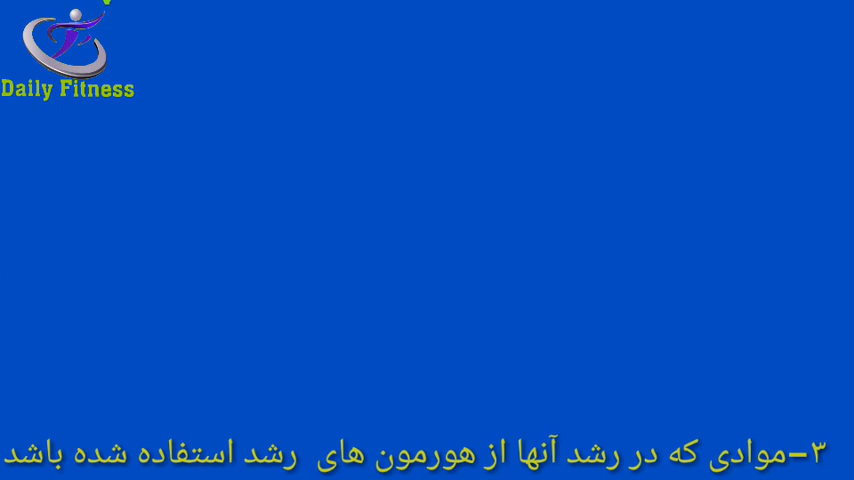 Daily Fitness
۳-موادی که در رشد آنها از هورمون های رشد استفاده شده باشد